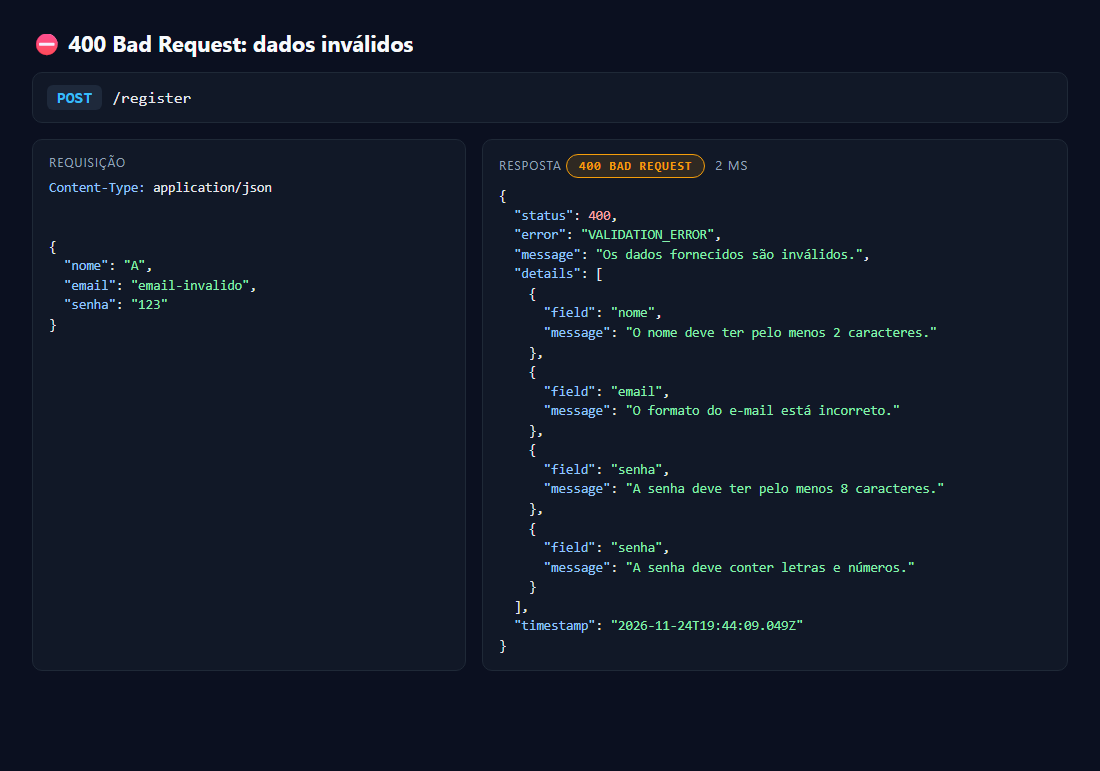 400 Bad Request: dados inválidos
POST /register
REQUISIÇÃO
Content-Type: application/json
{
  "nome": "A",
  "email": "email-invalido",
  "senha": "123"
}
RESPOSTA 400 BAD REQUEST 2 MS
{
  "status": 400,
  "error": "VALIDATION_ERROR",
  "message": "Os dados fornecidos são inválidos.",
  "details": [
    {
      "field": "nome",
      "message": "O nome deve ter pelo menos 2 caracteres."
    },
    {
      "field": "email",
      "message": "O formato do e-mail está incorreto."
    },
    {
      "field": "senha",
      "message": "A senha deve ter pelo menos 8 caracteres."
    },
    {
      "field": "senha",
      "message": "A senha deve conter letras e números."
    }
  ],
  "timestamp": "2026-11-24T19:44:09.049Z"
}